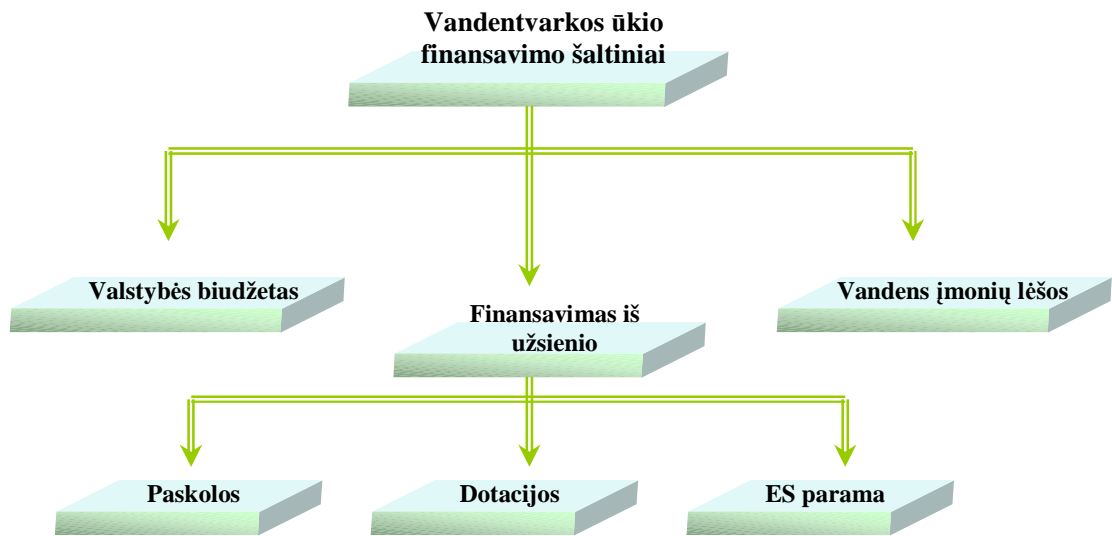 Vandentvarkos ūkio
finansavimo šaltiniai
Valstybės biudžetas
Finansavimas iš
užsienio
Vandens įmonių lėšos
Paskolos
Dotacijos
ES parama